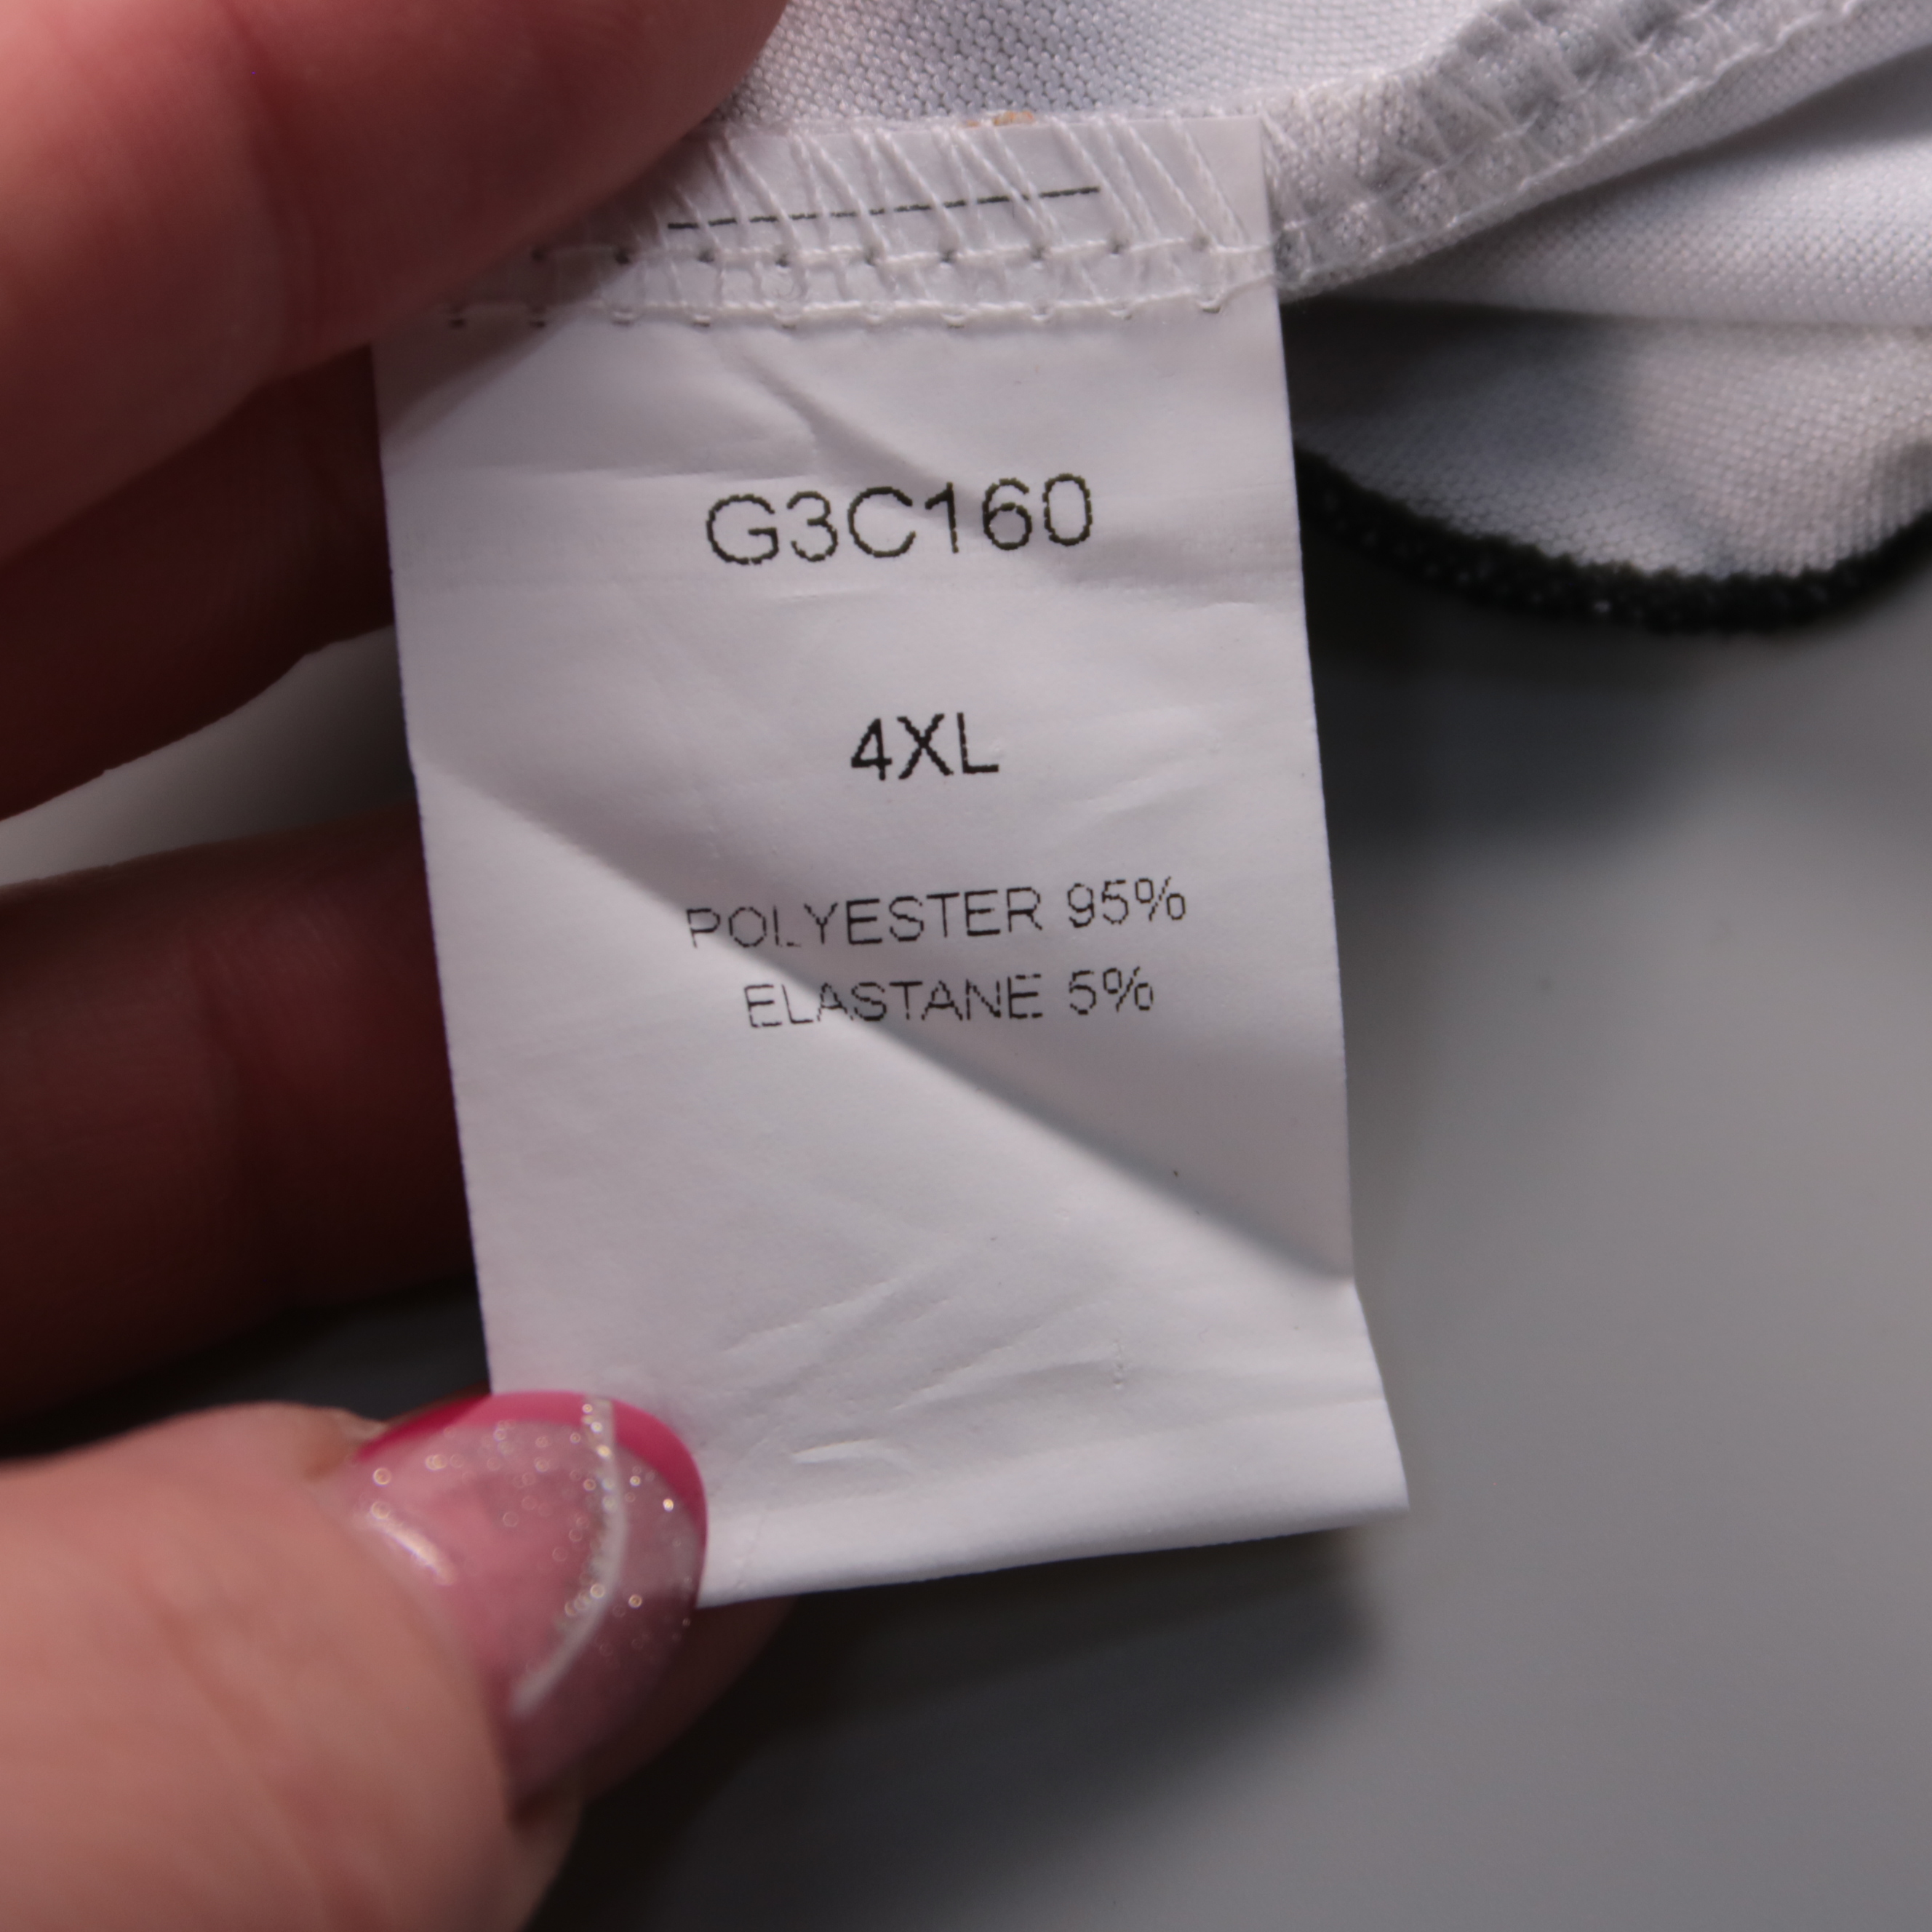 G3C160
4XL
POLYESTER 95%
ELASTANE 5%